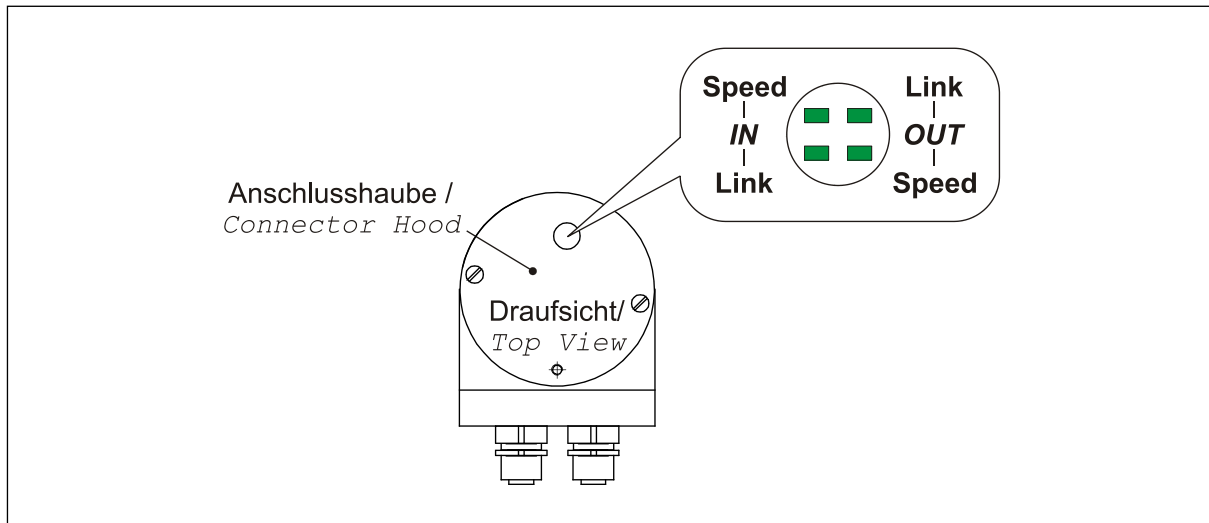 Speed
IN
Link
Link
OUT
Speed
Anschlusshaube /
Connector Hood
Draufsicht/
Top View